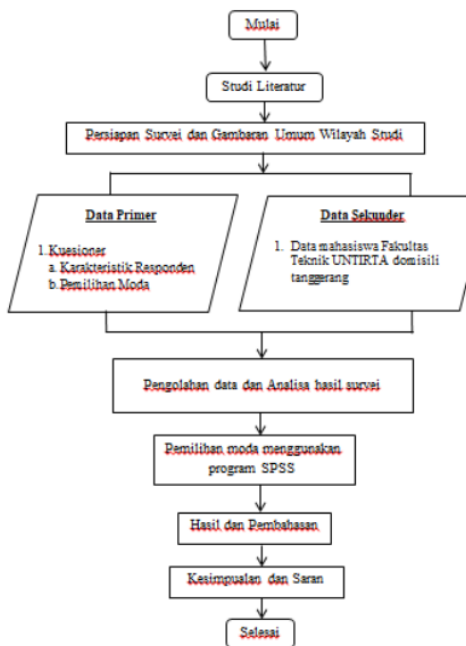 Mulai
Studi Literatur
Persiapan Survei dan Gambaran Umum Wilayah Studi
Data Primer
1.Kuesioner
a. Karakteristik Responden
b.Pemilihan Moda
Data Sekunder
1. Data mahasiswa Fakultas
Teknik UNTIRTA domisili
tanggerang
Pengolahan data dan Analisa hasil survei
Pemilihan moda menggunakan
program SPSS
Hasil dan Pembahasan
Kesimpualan dan Saran
Selesai